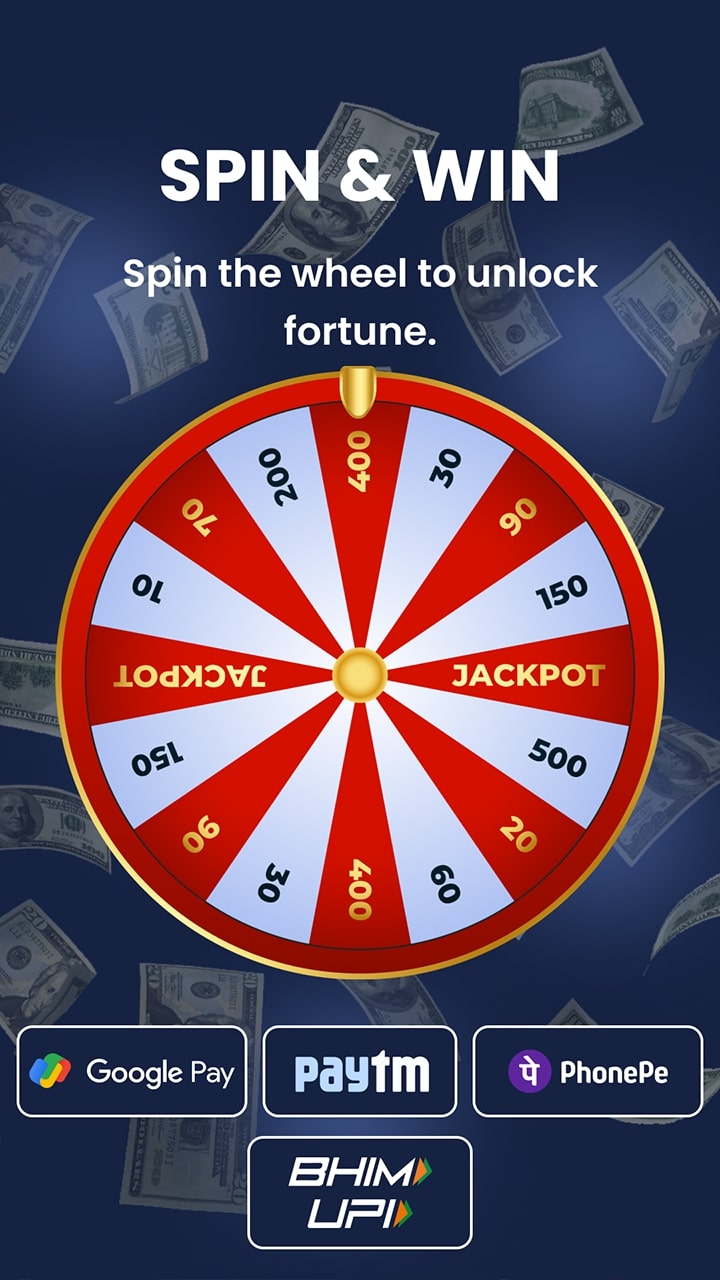 SPIN & WIN
Spin the wheel to unlock
fortune.
400
30
90
150
JACKPOT
500
20
60
400
30
90
150
JACKPOT
10
70
200
Google Pay
paytm
पे PhonePe
BHIM
UPI